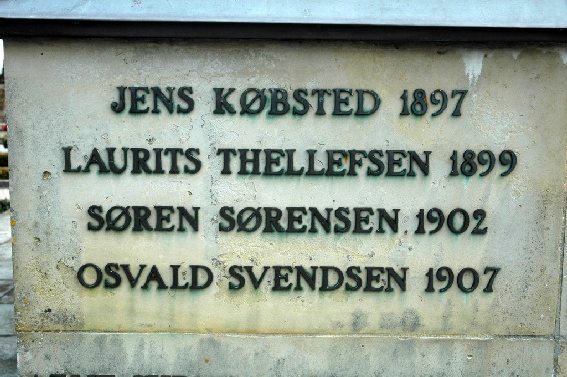 JENS KØBSTED 1897
LAURITS THELLEFSEN 1899
SØREN SØRENSEN 1902
OSVALD SVENDSEN 1907